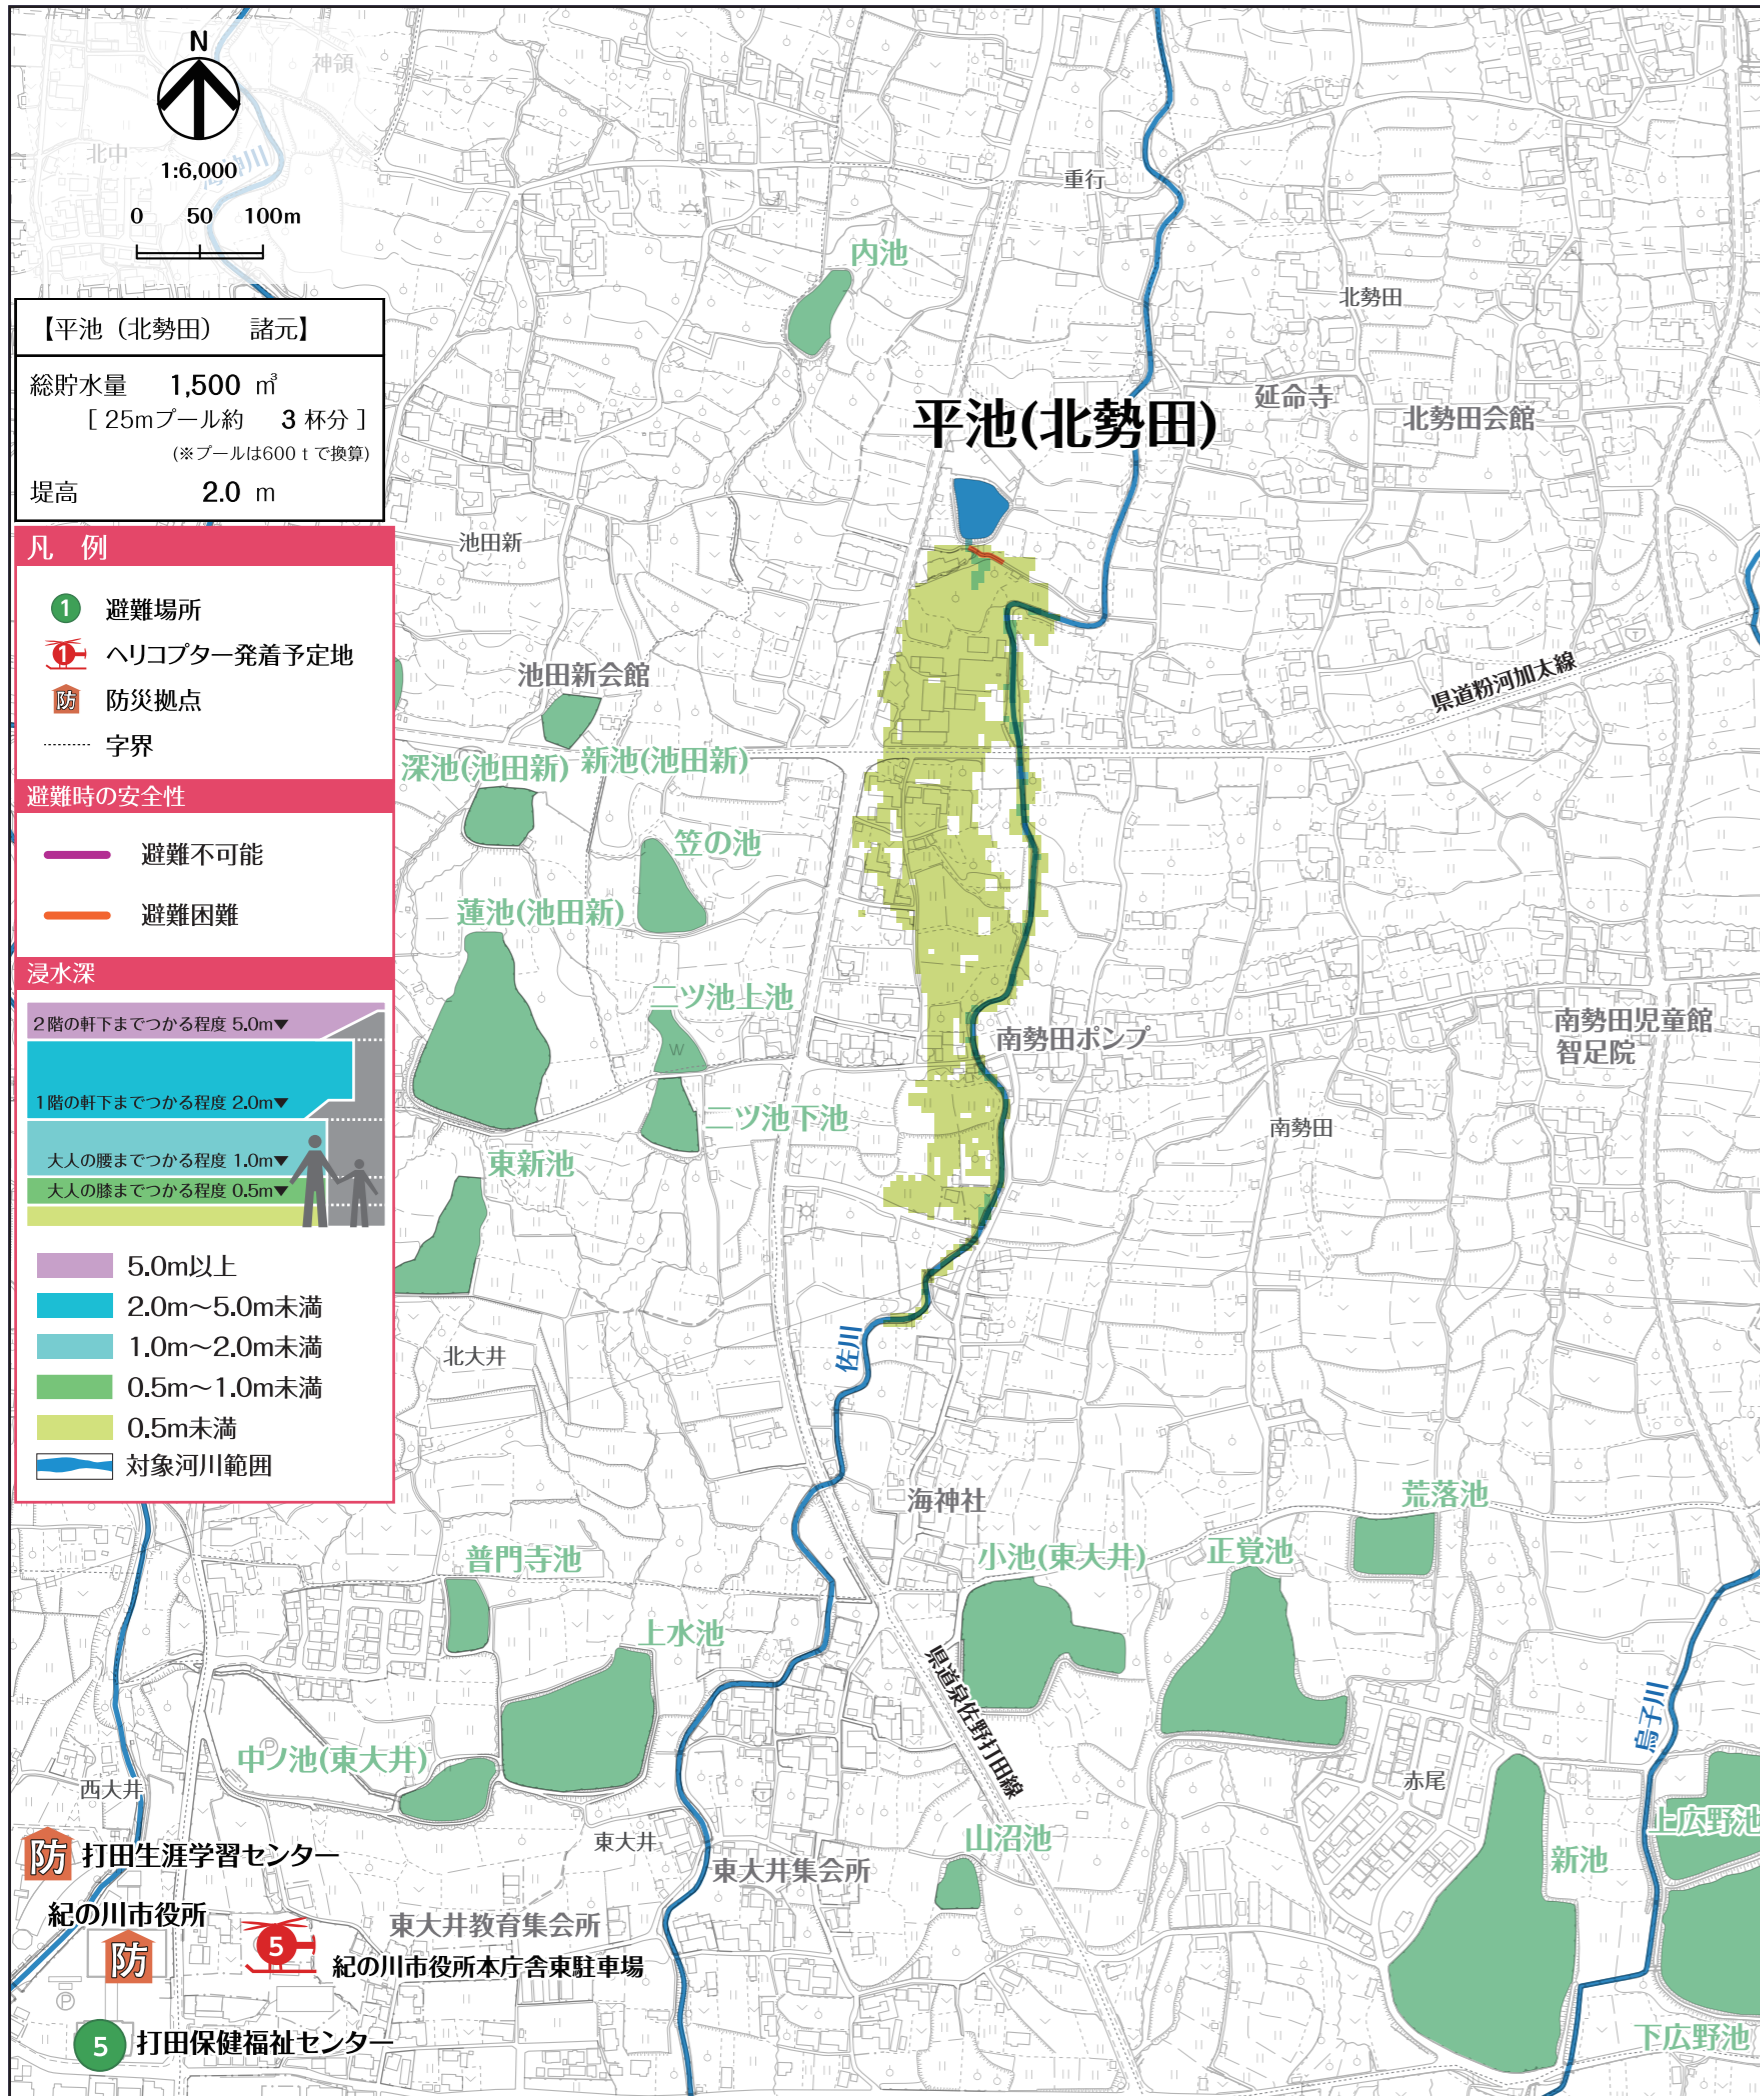 N
神領
北中
海神川
1:6,000
0 50 100m
【平池（北勢田） 諸元】
総貯水量 1,500 ㎥
［ 25mプール約 3 杯分 ］
(※プールは600ｔで換算)
堤高 2.0 m
凡 例
1 避難場所
1 ヘリコプター発着予定地
防 防災拠点
字界
避難時の安全性
避難不可能
避難困難
浸水深
2階の軒下までつかる程度 5.0m▼
1階の軒下までつかる程度 2.0m▼
大人の腰までつかる程度 1.0m▼
大人の膝までつかる程度 0.5m▼
5.0m以上
2.0m〜5.0m未満
1.0m〜2.0m未満
0.5m〜1.0m未満
0.5m未満
対象河川範囲
重行
内池
北勢田
延命寺
北勢田会館
平池(北勢田)
池田新
池田新会館
県道粉河加太線
深池(池田新)
新池(池田新)
笠の池
蓮池(池田新)
二ツ池上池
W
南勢田ポンプ
南勢田児童館
智足院
二ツ池下池
南勢田
東新池
佐川
北大井
海神社
荒落池
普門寺池
小池(東大井)
正覚池
W
上水池
県道泉佐野打田線
烏子川
中ノ池(東大井)
P
西大井
赤尾
上広野池
東大井
山沼池
新池
防 打田生涯学習センター
東大井集会所
紀の川市役所
防
東大井教育集会所
5 紀の川市役所本庁舎東駐車場
P
5 打田保健福祉センター
下広野池